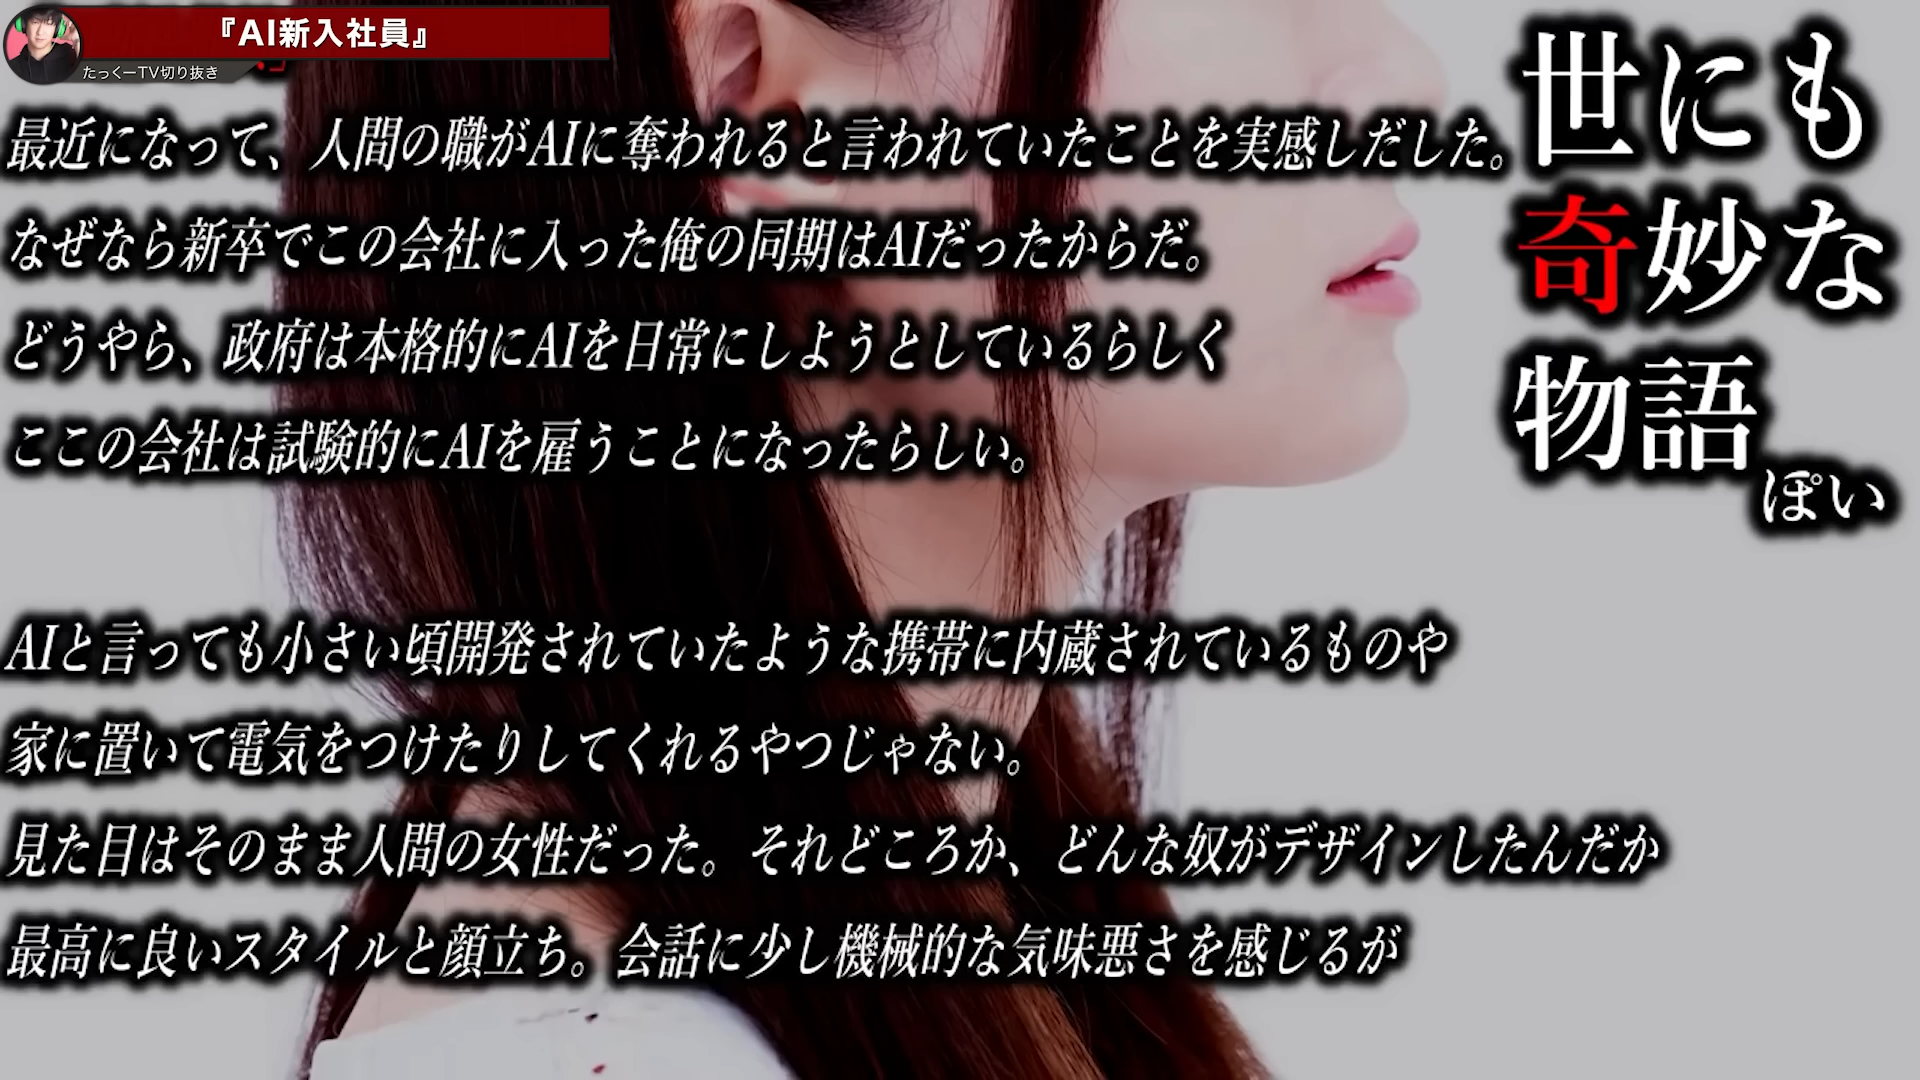 『AI新入社員』
たっくーTV切り抜き
世にも
奇妙な
物語
ぽい
最近になって、人間の職がAIに奪われると言われていたことを実感しだした。
なぜなら新卒でこの会社に入った俺の同期はAIだったからだ。
どうやら、政府は本格的にAIを日常にしようとしているらしく
ここの会社は試験的にAIを雇うことになったらしい。
AIと言っても小さい頃開発されていたような携帯に内蔵されているものや
家に置いて電気をつけたりしてくれるやつじゃない。
見た目はそのまま人間の女性だった。それどころか、どんな奴がデザインしたんだか
最高に良いスタイルと顔立ち。会話に少し機械的な気味悪さを感じるが